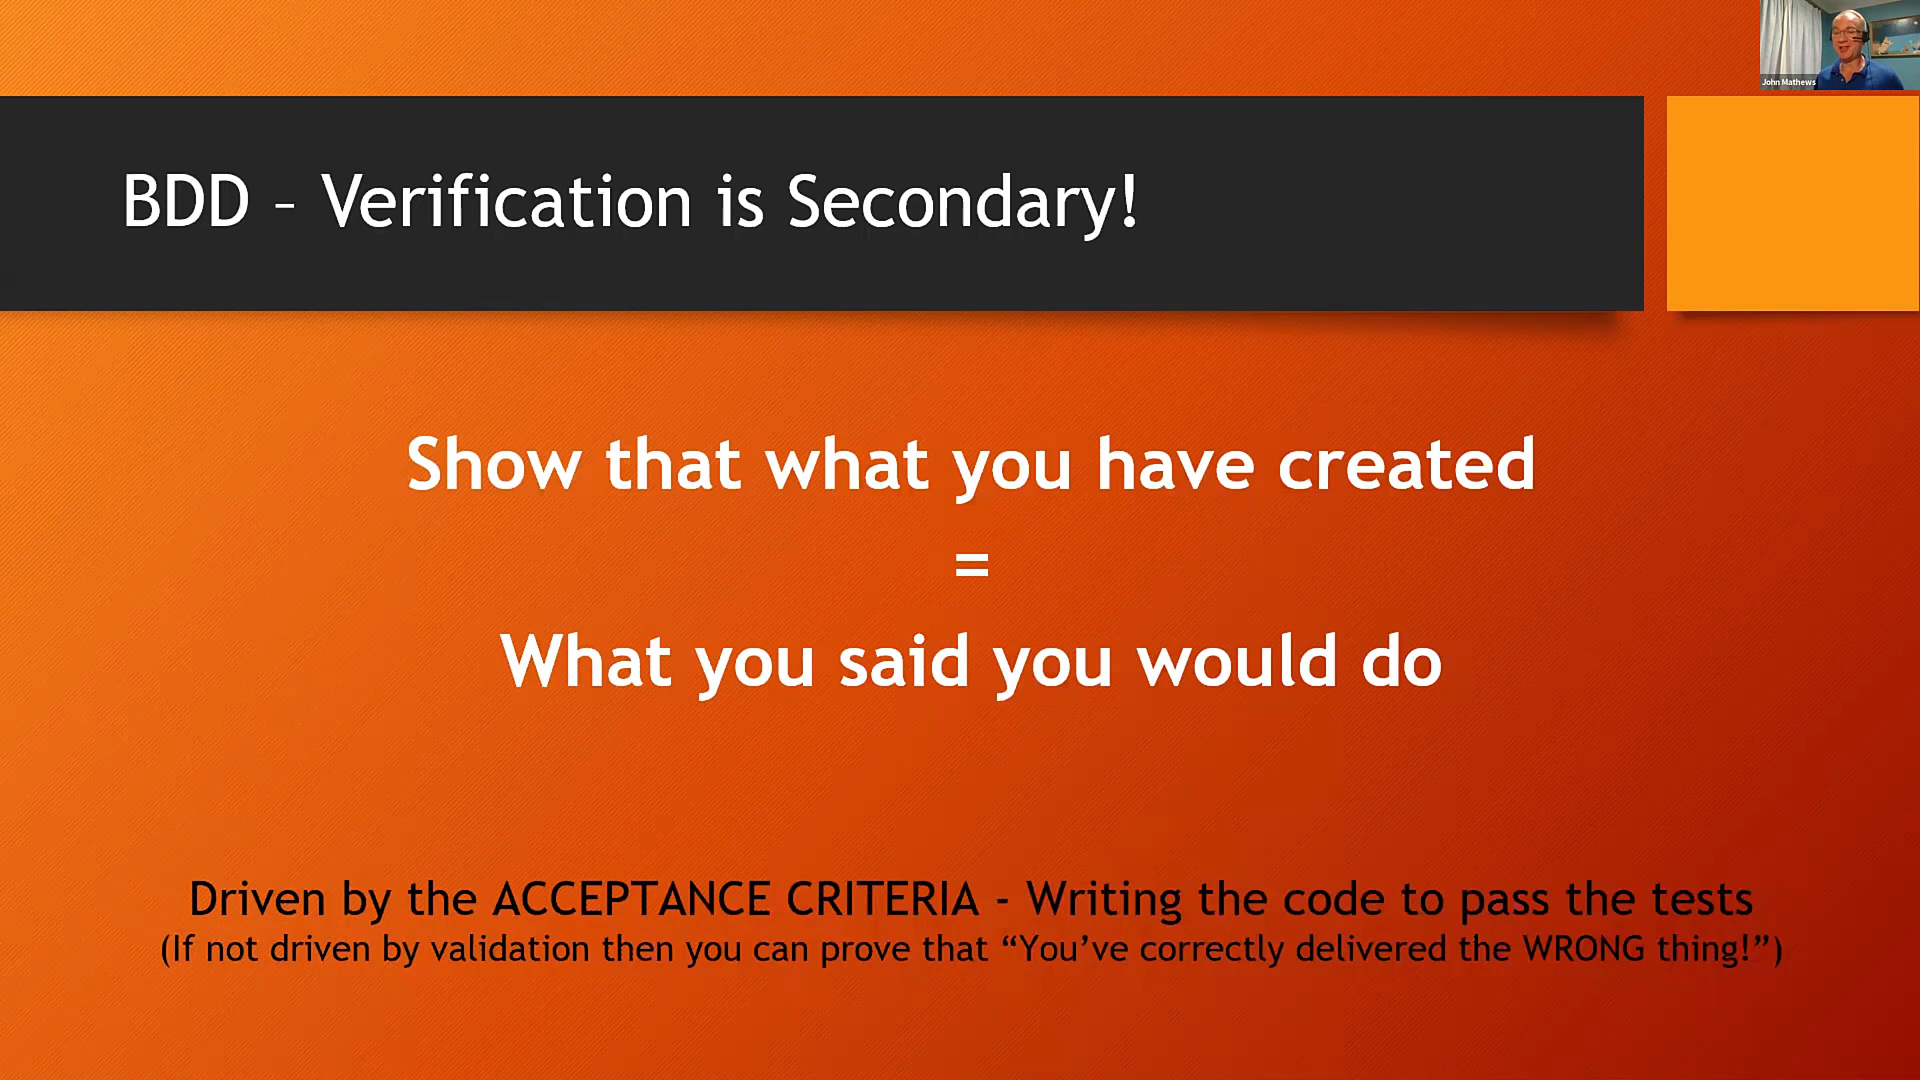 John Mathews
BDD – Verification is Secondary!
Show that what you have created
=
What you said you would do
Driven by the ACCEPTANCE CRITERIA - Writing the code to pass the tests
(If not driven by validation then you can prove that “You’ve correctly delivered the WRONG thing!”)